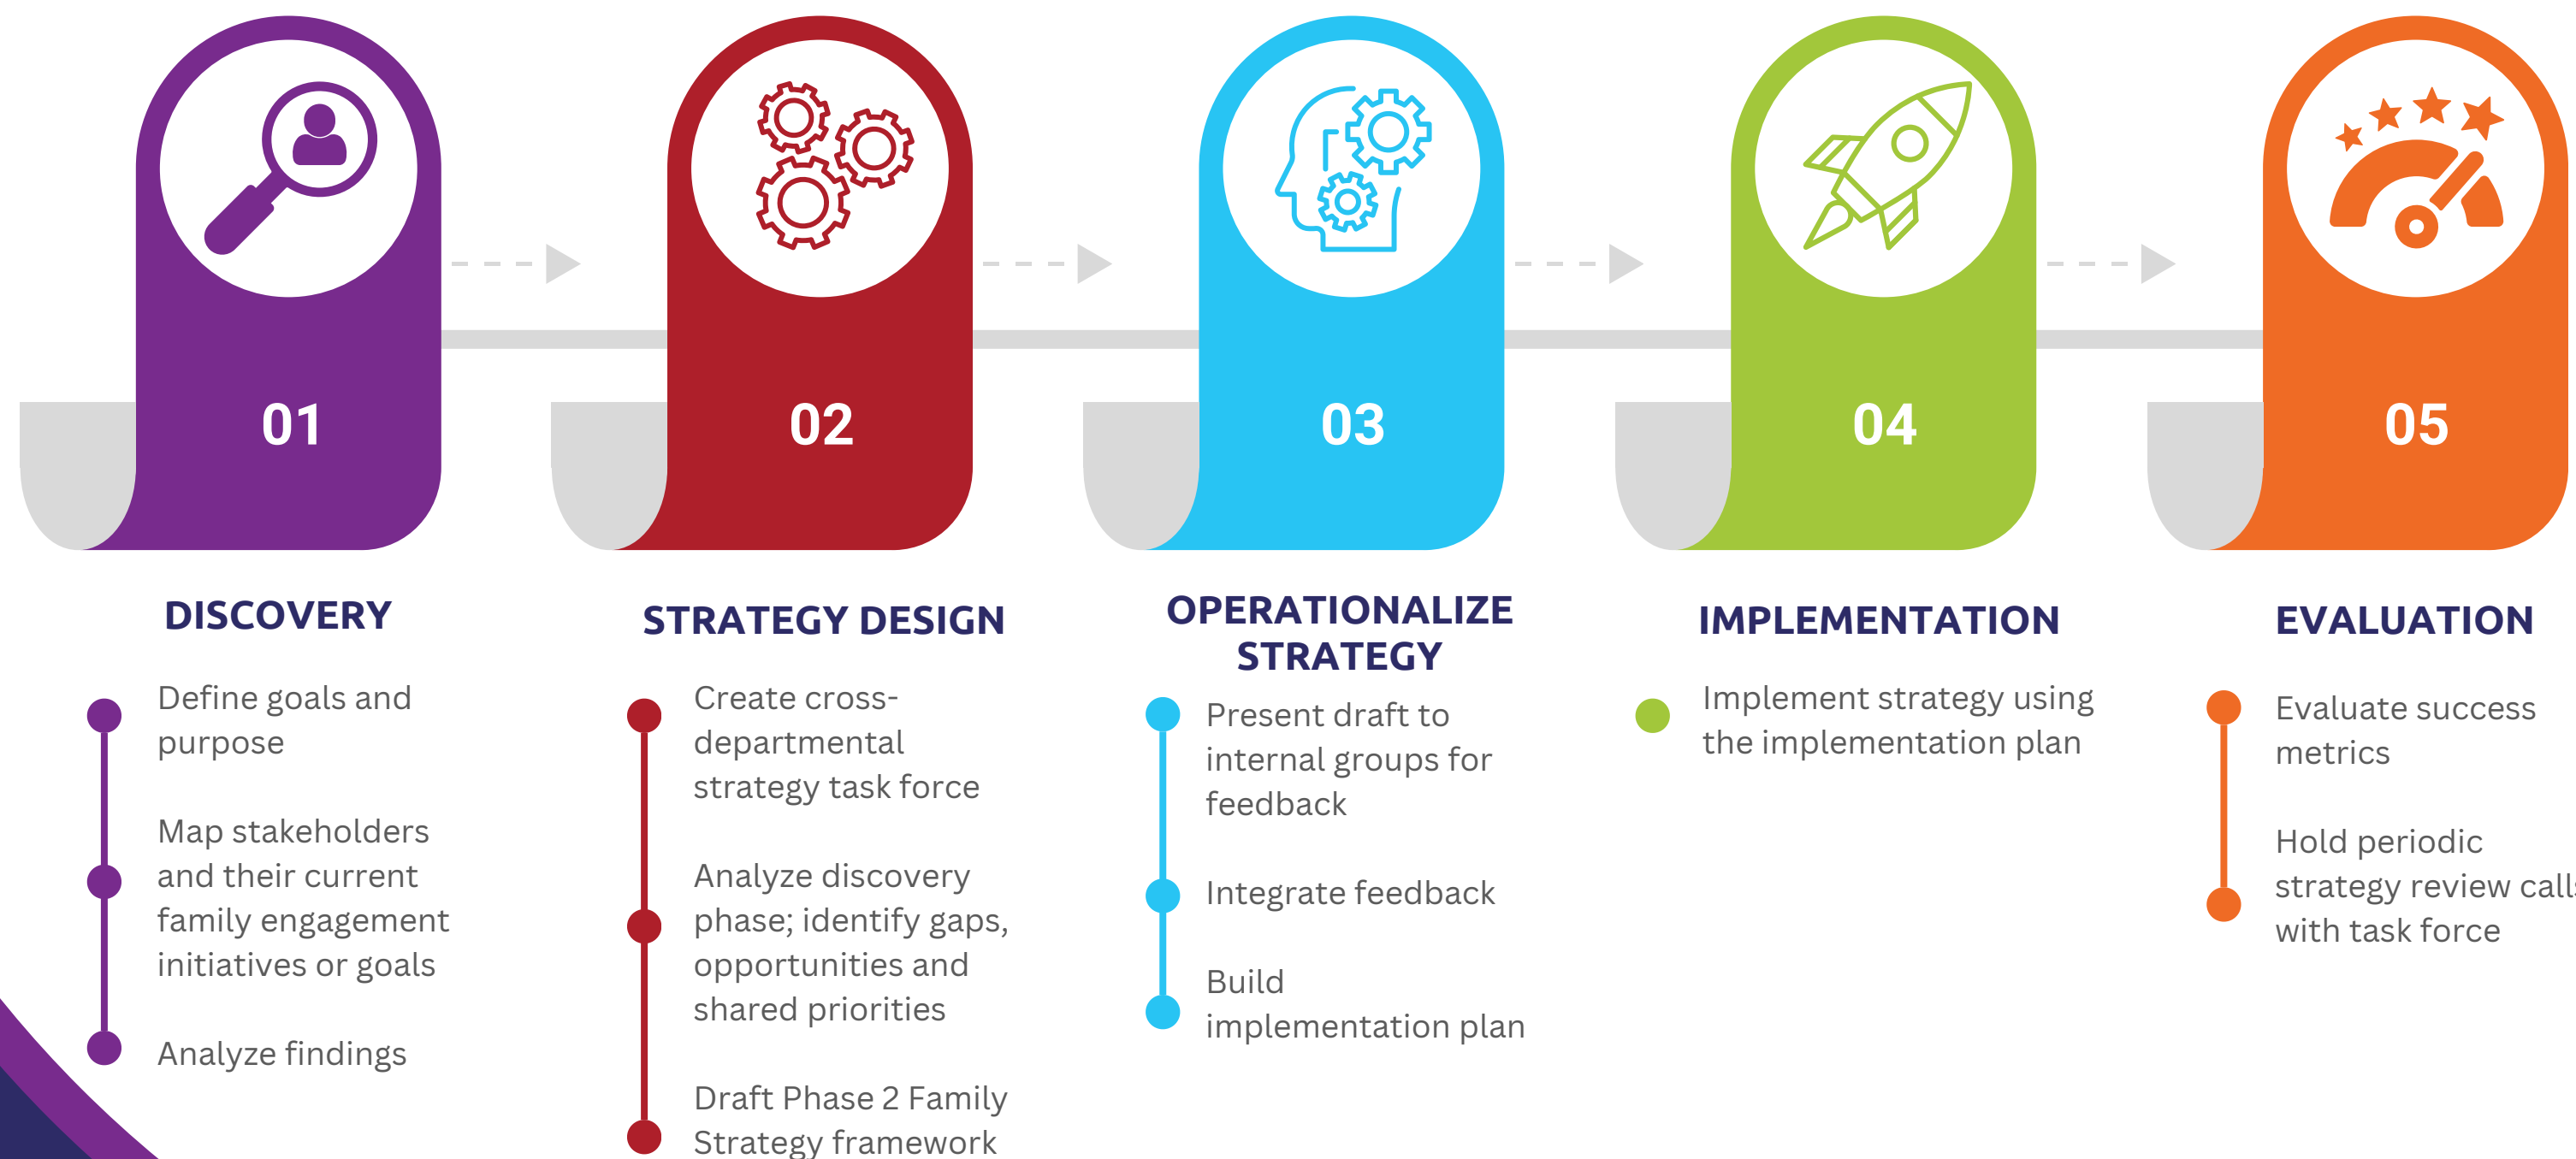 01
DISCOVERY
Define goals and
purpose
Map stakeholders
and their current
family engagement
initiatives or goals
Analyze findings
02
STRATEGY DESIGN
Create cross-
departmental
strategy task force
Analyze discovery
phase; identify gaps,
opportunities and
shared priorities
Draft Phase 2 Family
Strategy framework
03
OPERATIONALIZE
STRATEGY
Present draft to
internal groups for
feedback
Integrate feedback
Build
implementation plan
04
IMPLEMENTATION
Implement strategy using
the implementation plan
05
EVALUATION
Evaluate success
metrics
Hold periodic
strategy review calls
with task force